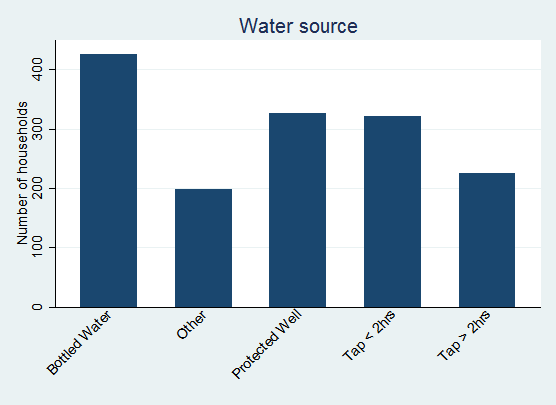 Water source
Number of households
400
300
200
100
0
Bottled Water
Other
Protected Well
Tap < 2hrs
Tap > 2hrs